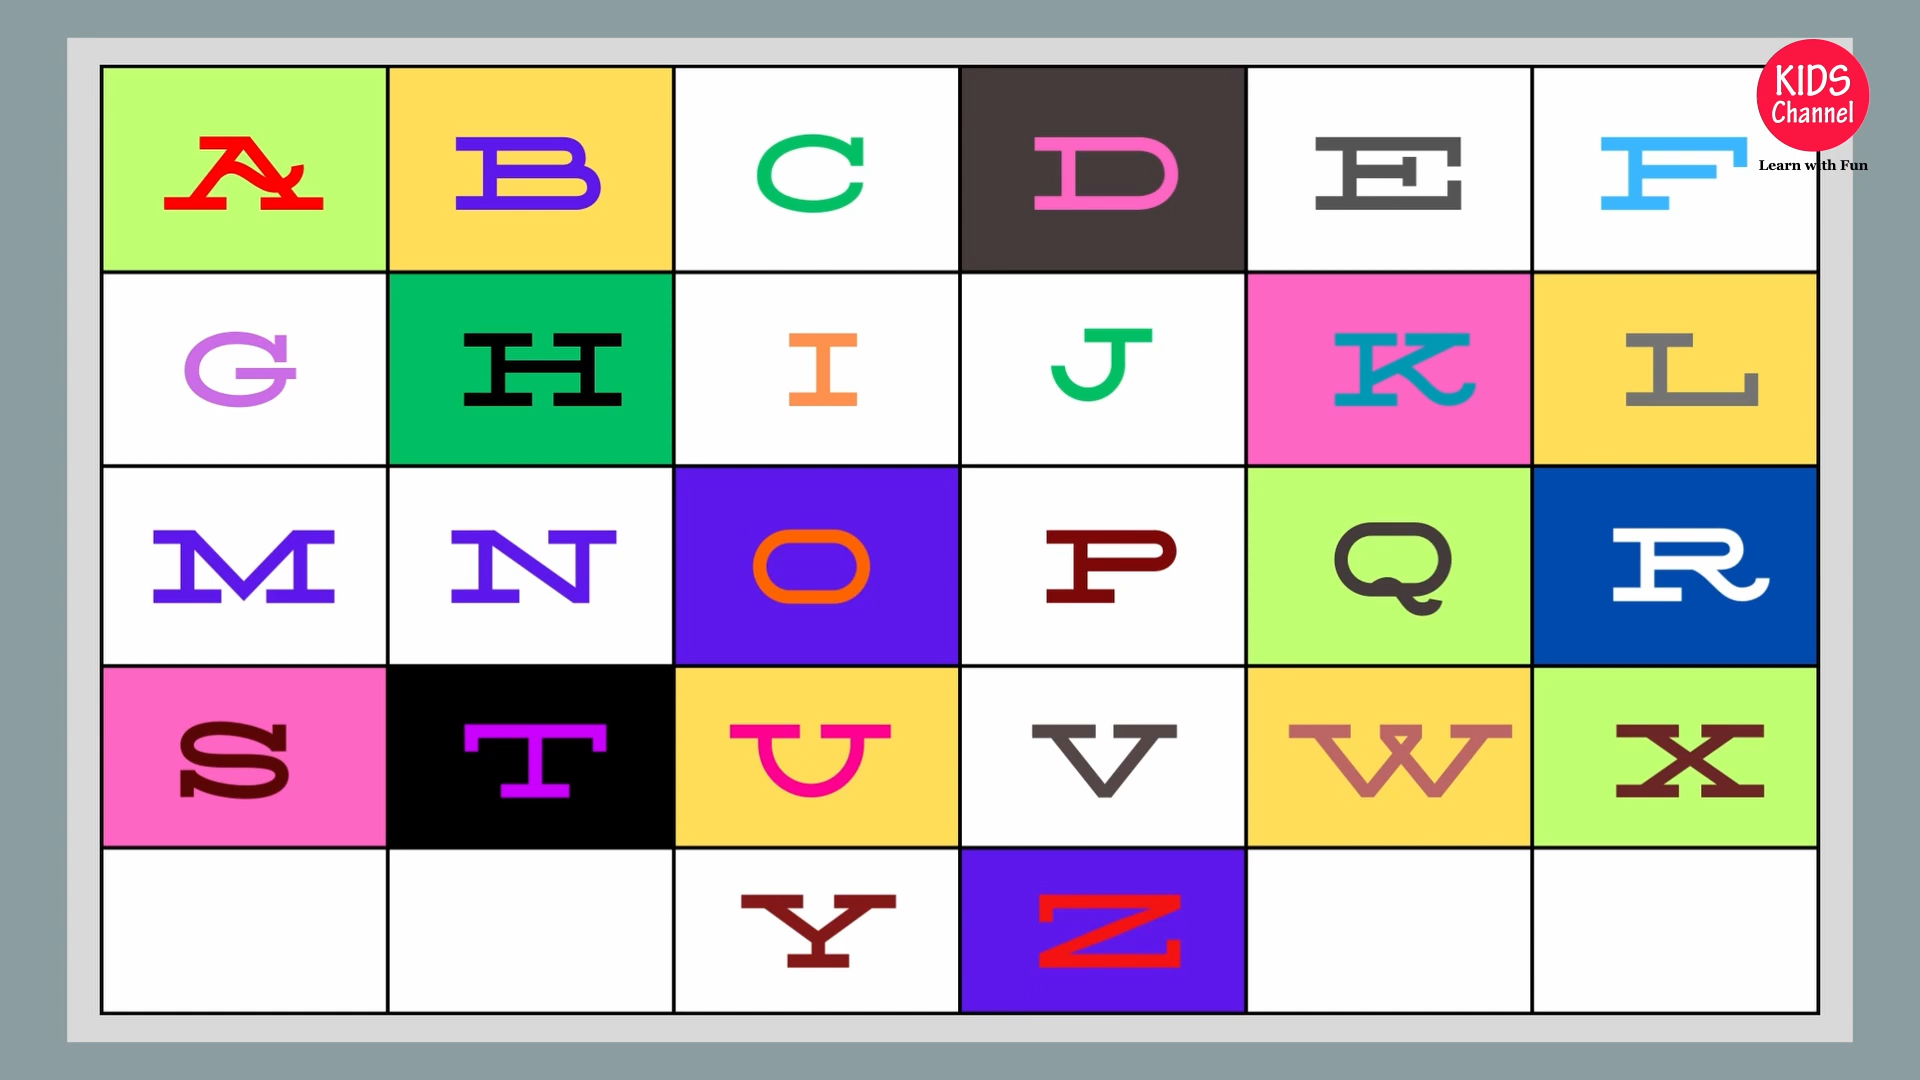 A B C D E F
G H I J K L
M N O P Q R
S T U V W X
Y Z
KIDS
Channel
Learn with Fun